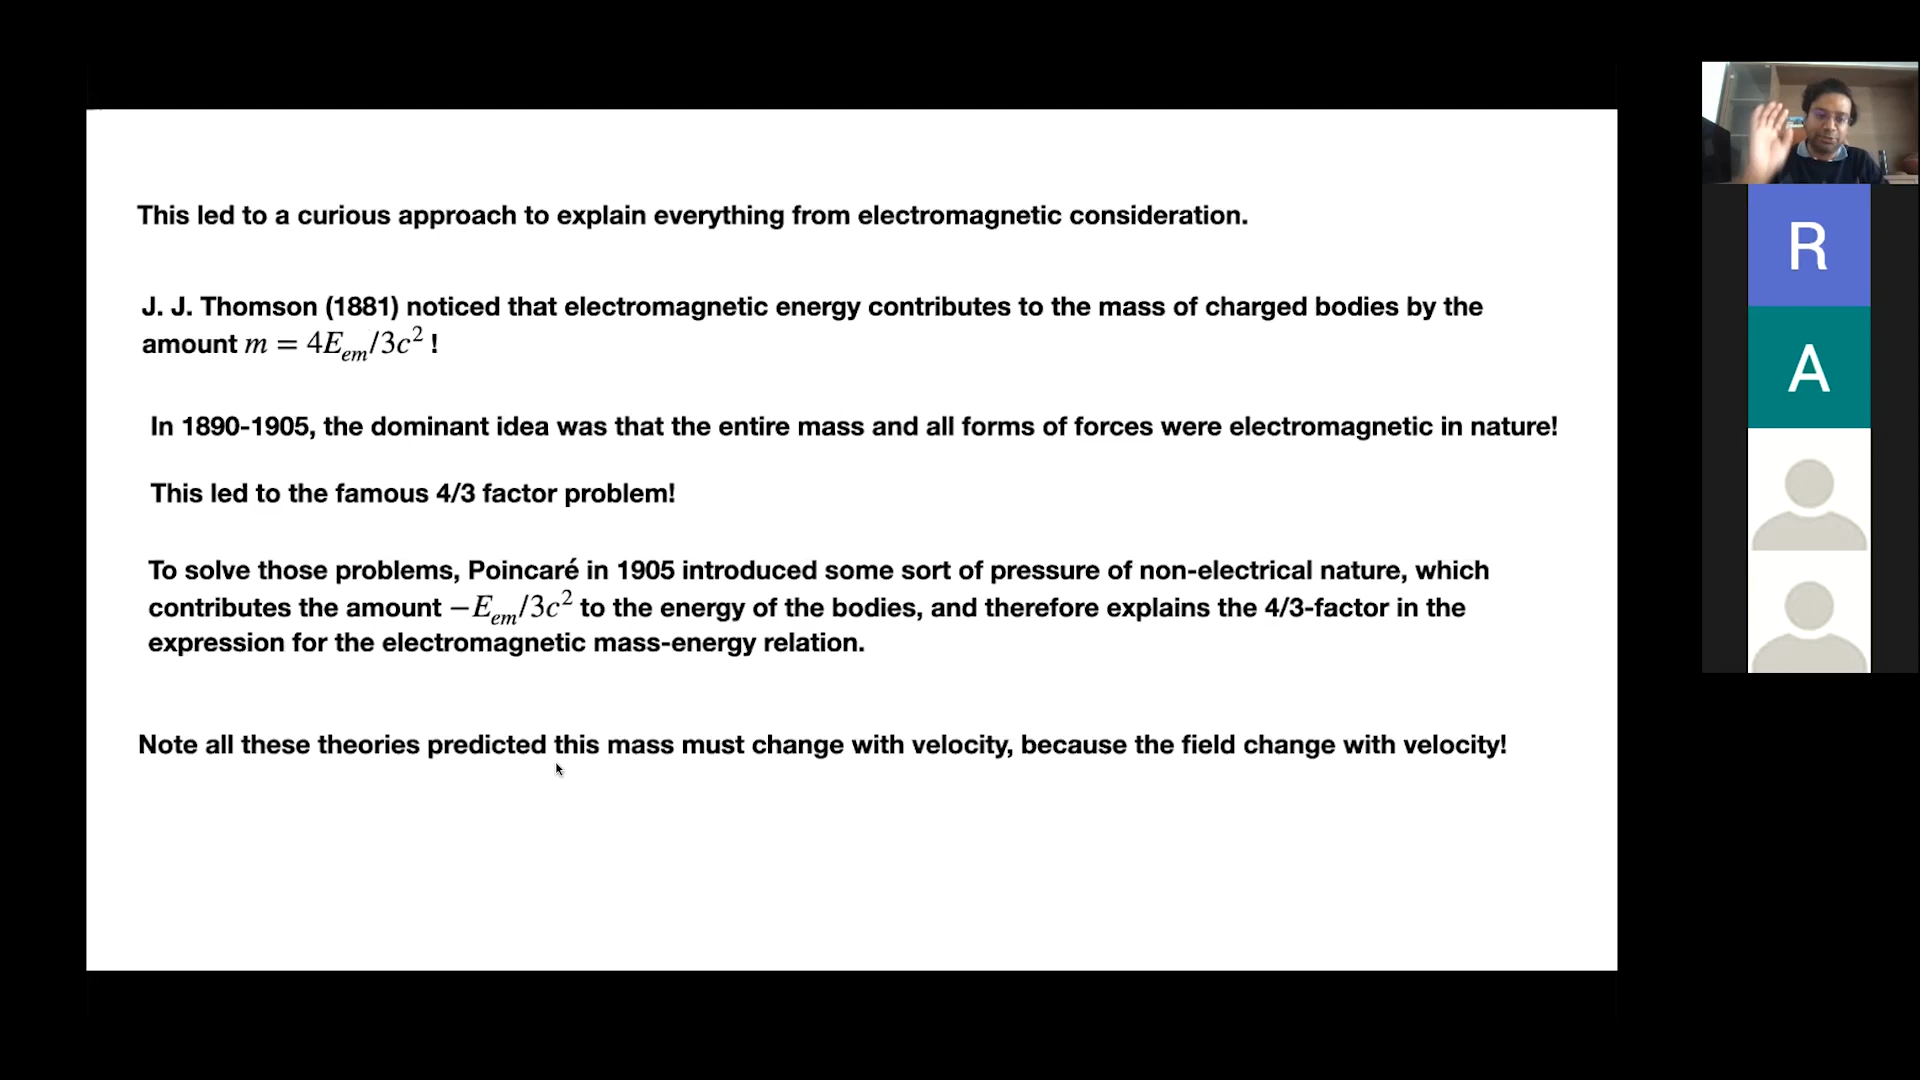 This led to a curious approach to explain everything from electromagnetic consideration.
J. J. Thomson (1881) noticed that electromagnetic energy contributes to the mass of charged bodies by the
amount m = 4E_em/3c² !
In 1890-1905, the dominant idea was that the entire mass and all forms of forces were electromagnetic in nature!
This led to the famous 4/3 factor problem!
To solve those problems, Poincaré in 1905 introduced some sort of pressure of non-electrical nature, which
contributes the amount −E_em/3c² to the energy of the bodies, and therefore explains the 4/3-factor in the
expression for the electromagnetic mass-energy relation.
Note all these theories predicted this mass must change with velocity, because the field change with velocity!
R
A